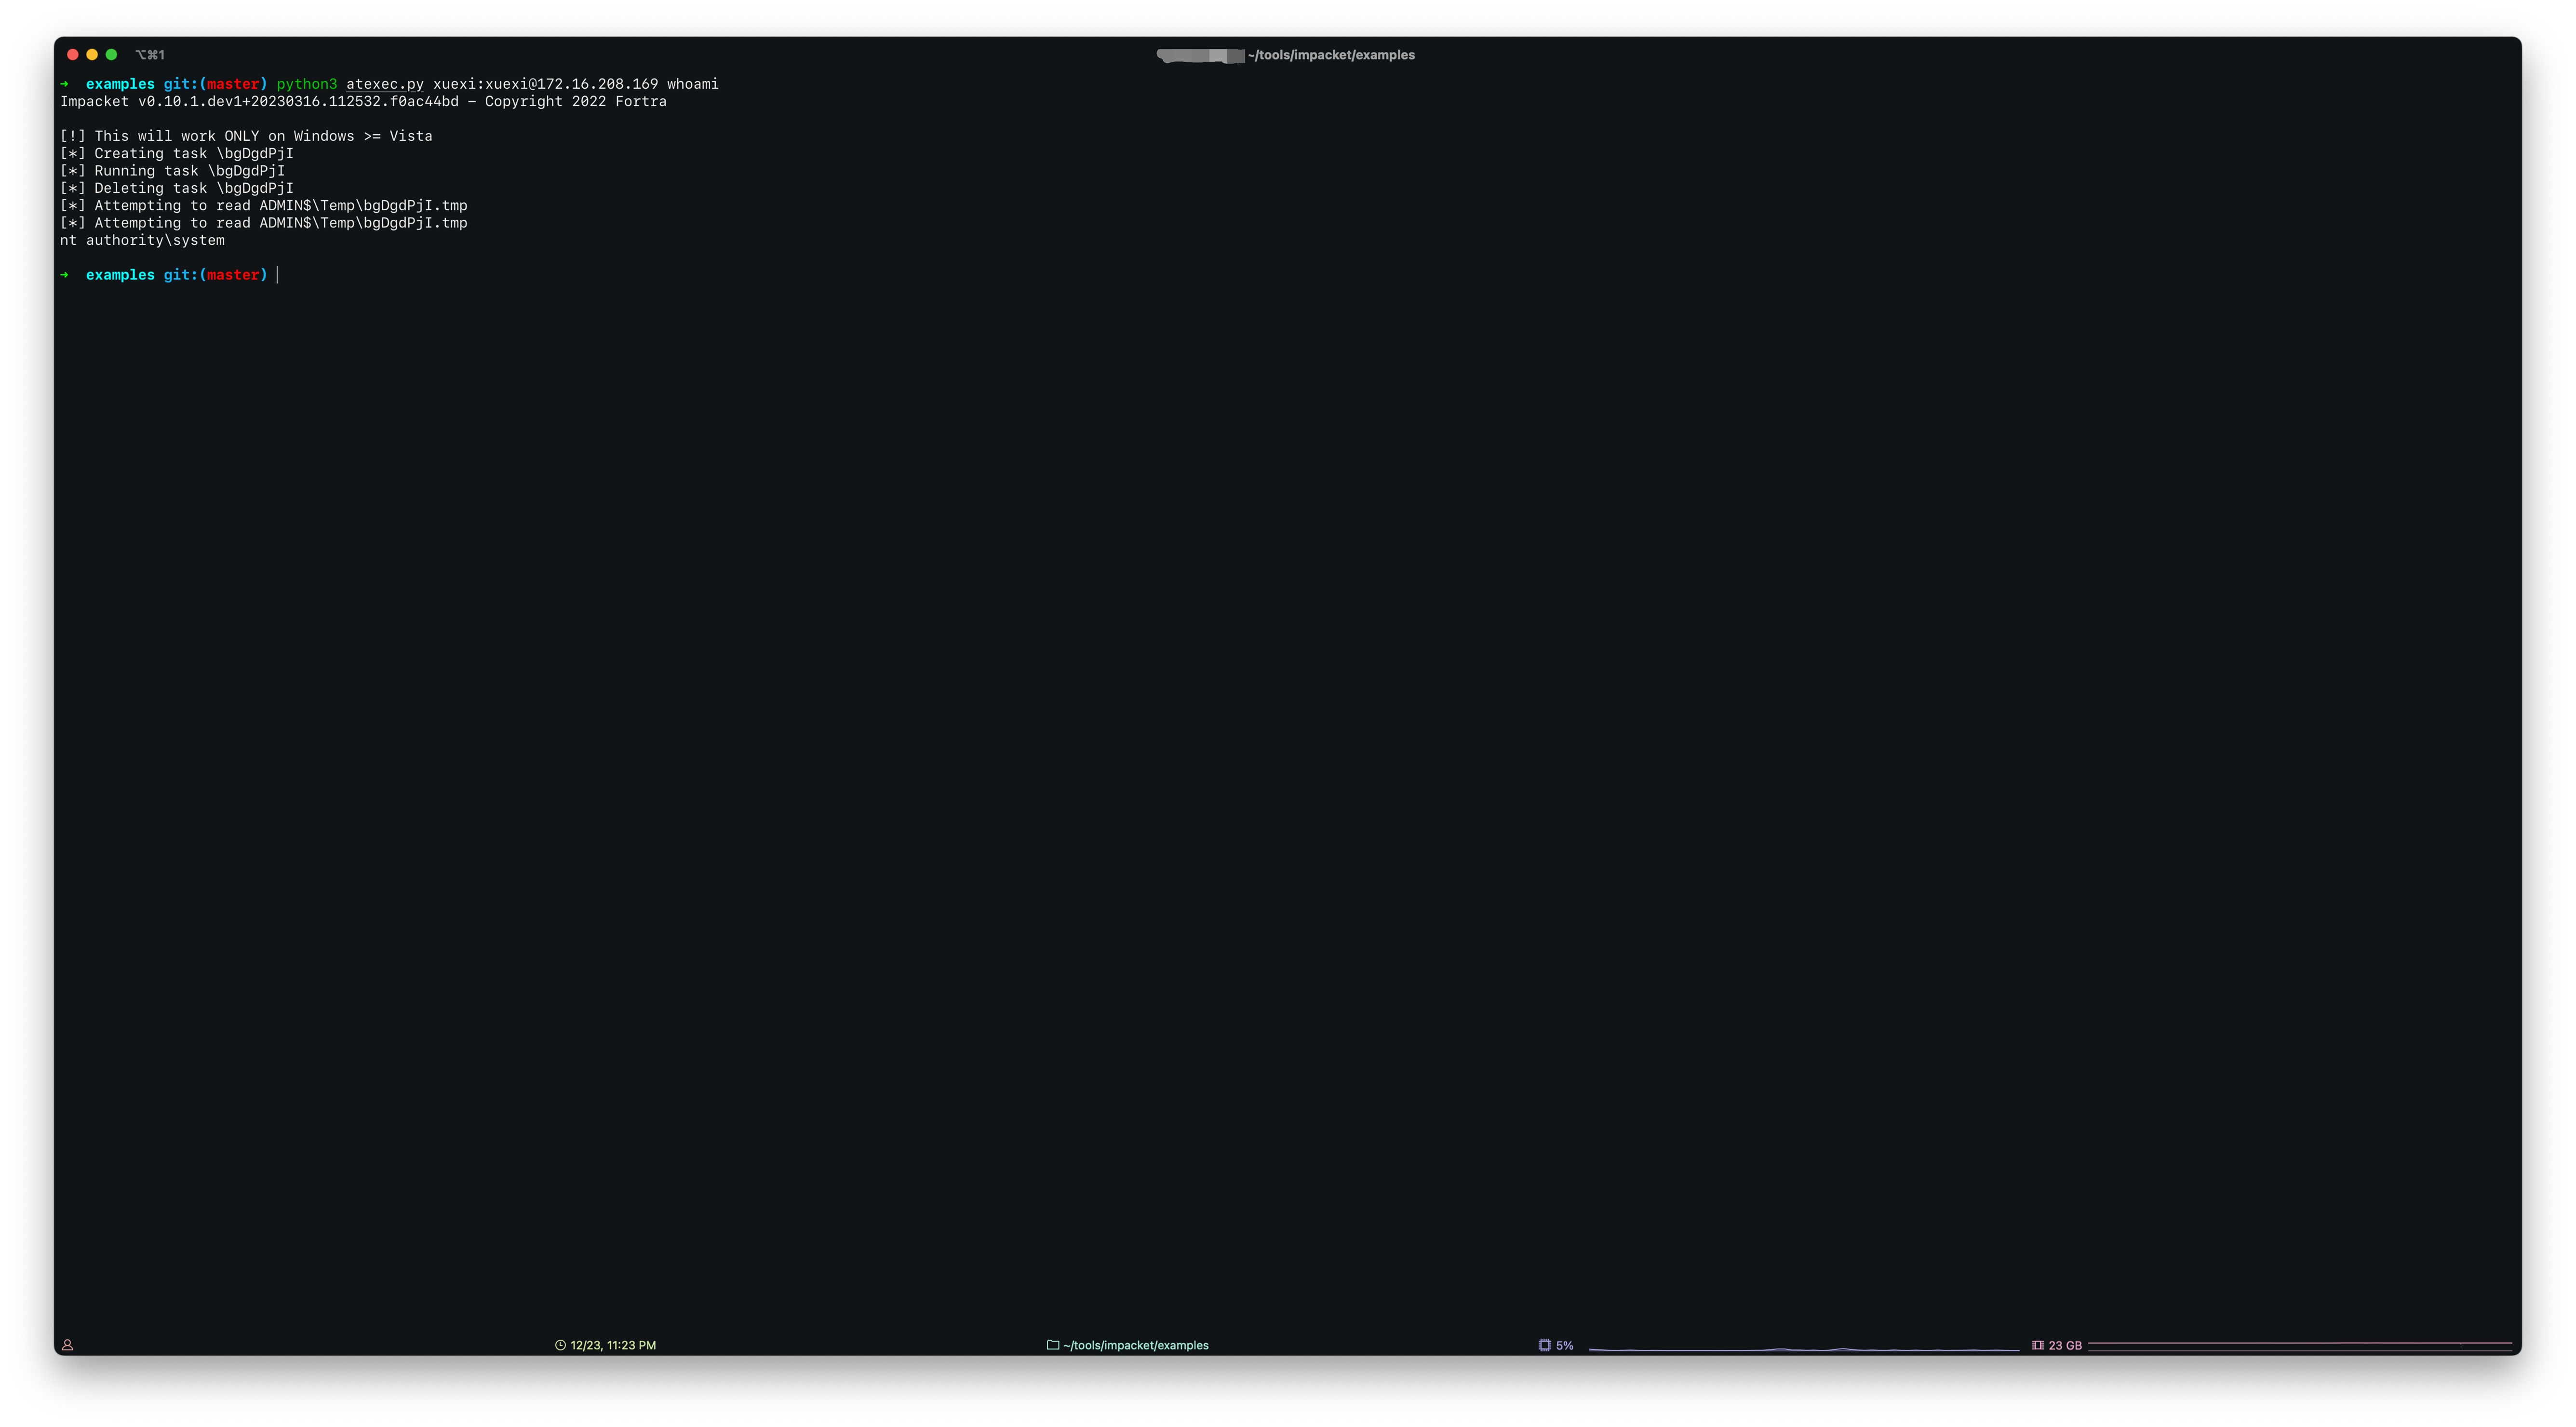 ⌥⌘1
~/tools/impacket/examples
➜ examples git:(master) python3 atexec.py xuexi:xuexi@172.16.208.169 whoami
Impacket v0.10.1.dev1+20230316.112532.f0ac44bd - Copyright 2022 Fortra
[!] This will work ONLY on Windows >= Vista
[*] Creating task \bgDgdPjI
[*] Running task \bgDgdPjI
[*] Deleting task \bgDgdPjI
[*] Attempting to read ADMIN$\Temp\bgDgdPjI.tmp
[*] Attempting to read ADMIN$\Temp\bgDgdPjI.tmp
nt authority\system
➜ examples git:(master)
12/23, 11:23 PM
~/tools/impacket/examples
5%
23 GB